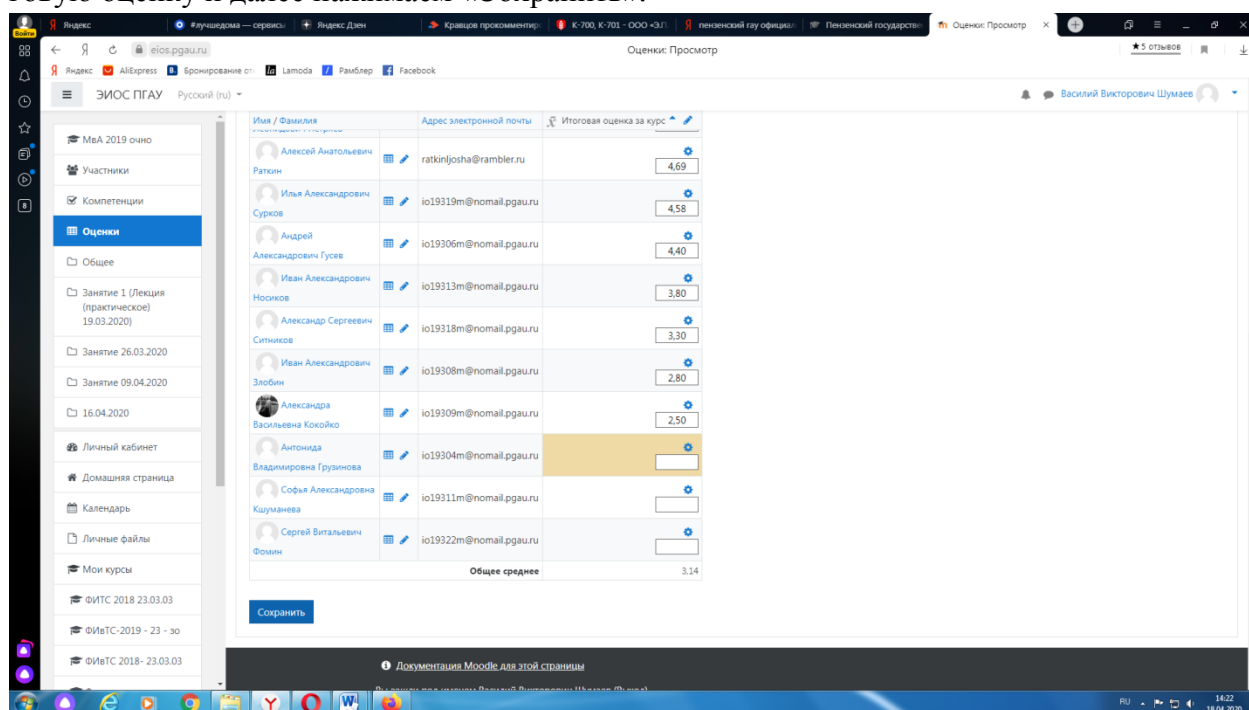 Яндекс
#лучшедома — сервисы
Яндекс Дзен
Кравцов прокомментиро
К-700, К-701 - ООО «З.П.
пензенский гау официал
Пензенский государстве
Оценки: Просмотр
Войти
eios.pgau.ru
Оценки: Просмотр
5 отзывов
Яндекс
AliExpress
Бронирование от
Lamoda
Рамблер
Facebook
ЭИОС ПГАУ Русский (ru)
Василий Викторович Шумаев
Имя / Фамилия
Адрес электронной почты
Итоговая оценка за курс
МвА 2019 очно
Участники
Компетенции
Оценки
Общее
Занятие 1 (Лекция
(практическое)
19.03.2020)
Занятие 26.03.2020
Занятие 09.04.2020
16.04.2020
Личный кабинет
Домашняя страница
Календарь
Личные файлы
Мои курсы
ФИТС 2018 23.03.03
ФИвТС-2019 - 23 - зо
ФИвТС 2018- 23.03.03
Алексей Анатольевич
Раткин
ratkinljosha@rambler.ru
4,69
Илья Александрович
Сурков
io19319m@nomail.pgau.ru
4,58
Андрей
Александрович Гусев
io19306m@nomail.pgau.ru
4,40
Иван Александрович
Носиков
io19313m@nomail.pgau.ru
3,80
Александр Сергеевич
Ситников
io19318m@nomail.pgau.ru
3,30
Иван Александрович
Злобин
io19308m@nomail.pgau.ru
2,80
Александра
Васильевна Кокойко
io19309m@nomail.pgau.ru
2,50
Антонида
Владимировна Грузинова
io19304m@nomail.pgau.ru
Софья Александровна
Кшуманева
io19311m@nomail.pgau.ru
Сергей Витальевич
Фомин
io19322m@nomail.pgau.ru
Общее среднее
3.14
Сохранить
Документация Moodle для этой страницы
RU
14:22
18.04.2020